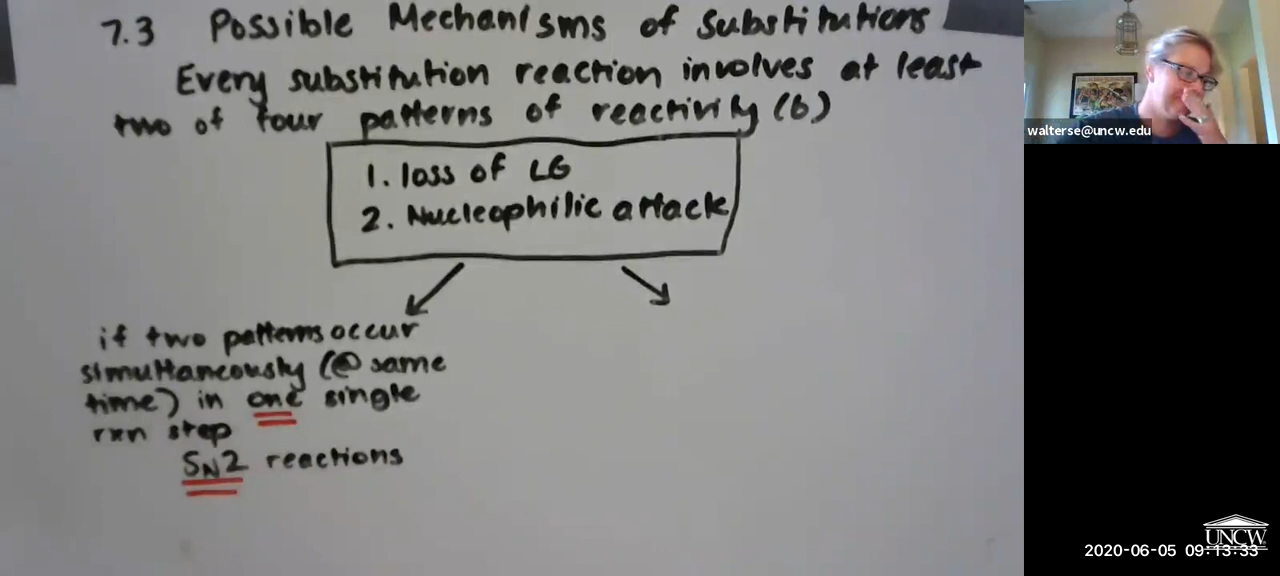 7.3 Possible Mechanisms of substitutions
Every substitution reaction involves at least
two of four patterns of reactivity (6)
1. loss of LG
2. Nucleophilic attack
if two patterns occur
simultaneously (@ same
time) in one single
rxn step
SN2 reactions
walterse@uncw.edu
UNCW
2020-06-05 09:13:33